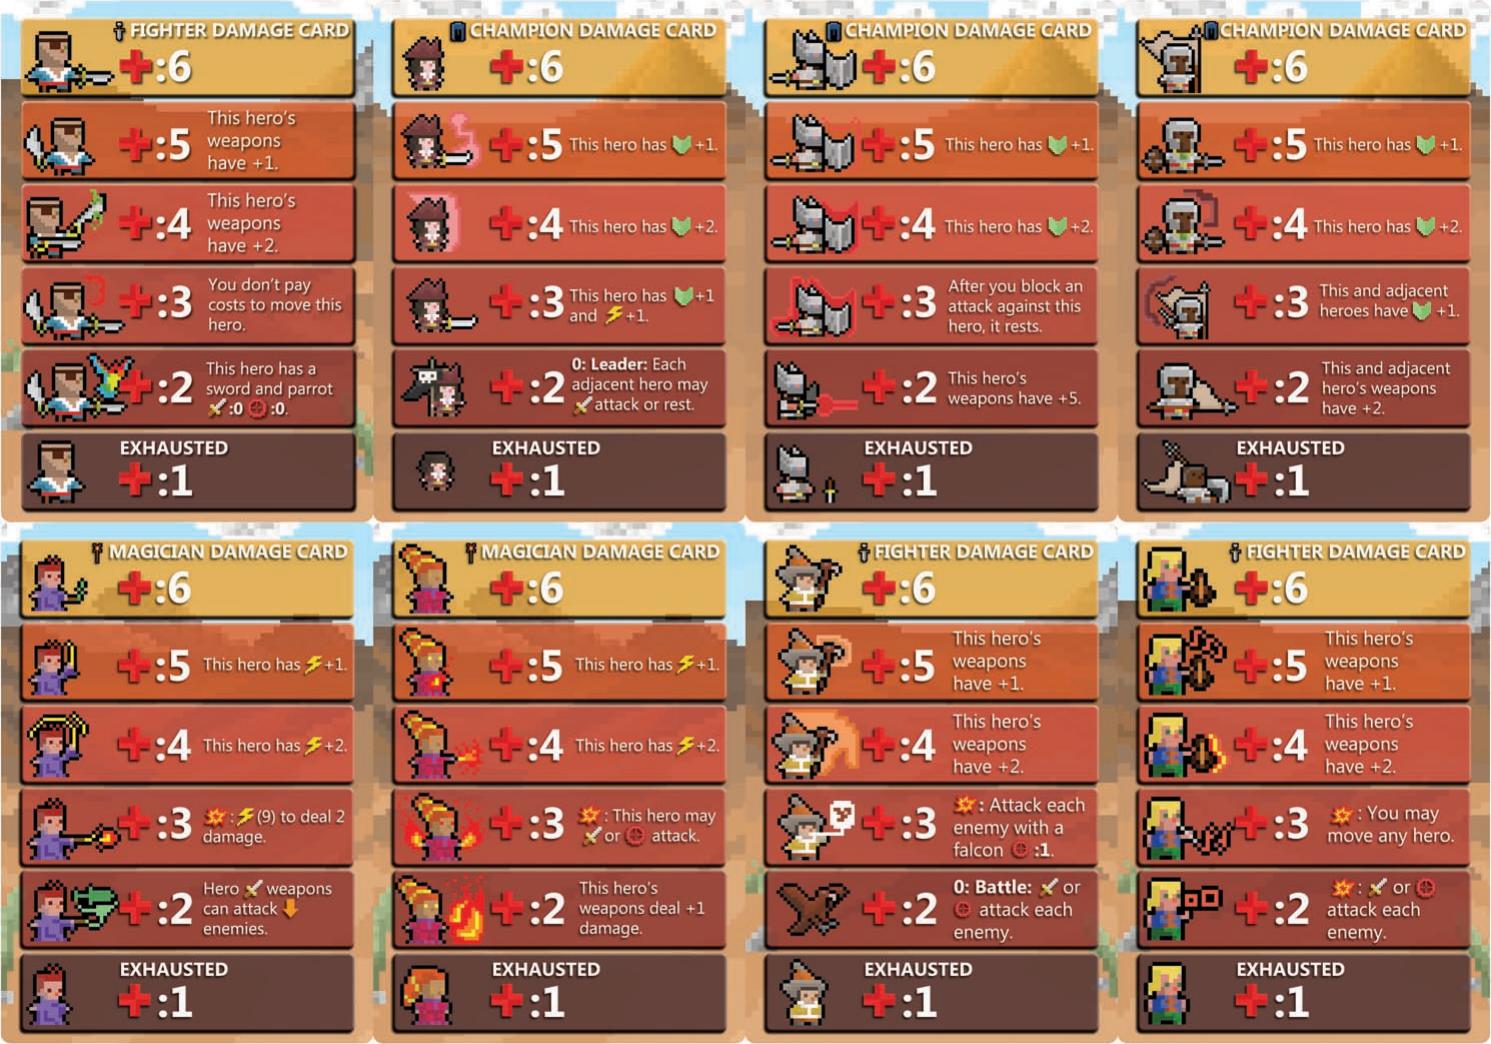 FIGHTER DAMAGE CARD
:6
:5
This hero's
weapons
have +1.
:4
This hero's
weapons
have +2.
:3
You don't pay
costs to move this
hero.
:2
This hero has a
sword and parrot
:0 :0.
EXHAUSTED
:1
CHAMPION DAMAGE CARD
:6
:5 This hero has +1.
:4 This hero has +2.
:3 This hero has +1
and +1.
:2
0: Leader: Each
adjacent hero may
attack or rest.
EXHAUSTED
:1
CHAMPION DAMAGE CARD
:6
:5 This hero has +1.
:4 This hero has +2.
:3
After you block an
attack against this
hero, it rests.
:2
This hero's
weapons have +5.
EXHAUSTED
:1
CHAMPION DAMAGE CARD
:6
:5 This hero has +1.
:4 This hero has +2.
:3
This and adjacent
heroes have +1.
:2
This and adjacent
hero's weapons
have +2.
EXHAUSTED
:1
MAGICIAN DAMAGE CARD
:6
:5 This hero has +1.
:4 This hero has +2.
:3
: (9) to deal 2
damage.
:2
Hero weapons
can attack
enemies.
EXHAUSTED
:1
MAGICIAN DAMAGE CARD
:6
:5 This hero has +1.
:4 This hero has +2.
:3
: This hero may
or attack.
:2
This hero's
weapons deal +1
damage.
EXHAUSTED
:1
FIGHTER DAMAGE CARD
:6
:5
This hero's
weapons
have +1.
:4
This hero's
weapons
have +2.
:3
: Attack each
enemy with a
falcon :1.
:2
0: Battle: or
attack each
enemy.
EXHAUSTED
:1
FIGHTER DAMAGE CARD
:6
:5
This hero's
weapons
have +1.
:4
This hero's
weapons
have +2.
:3
: You may
move any hero.
:2
: or
attack each
enemy.
EXHAUSTED
:1